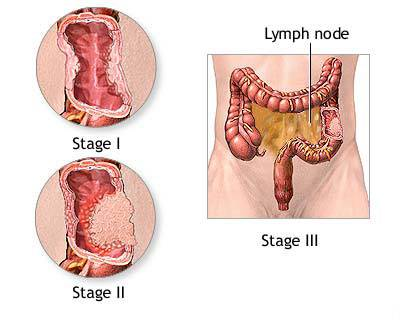 Lymph node
Stage I
Stage III
Stage II